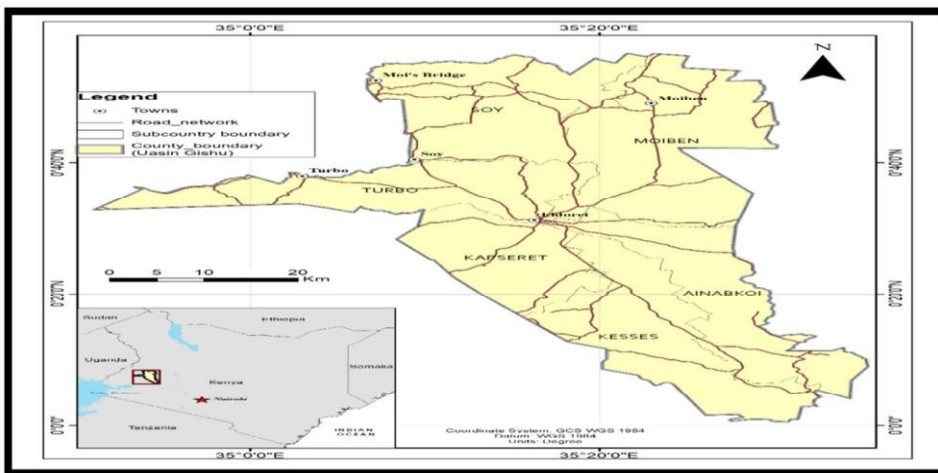 35°0'0"E 35°20'0"E
N
Moi's Bridge
Legend
Towns
Road_network
Subcountry boundary
County_boundary
(Uasin Gishu)
SOY
Moiben
MOIBEN
0°40'0"N 0°40'0"N
Soy
Turbo
TURBO
Eldoret
KAPSERET
0 5 10 20
Km
0°20'0"N 0°20'0"N
AINABKOI
KESSES
Sudan
Ethiopia
Uganda
Somalia
Kenya
Nairobi
Tanzania
INDIAN
OCEAN
0°0'0" 0°0'0"
Coordinate System: GCS WGS 1984
Datum: WGS 1984
Units: Degree
35°0'0"E 35°20'0"E